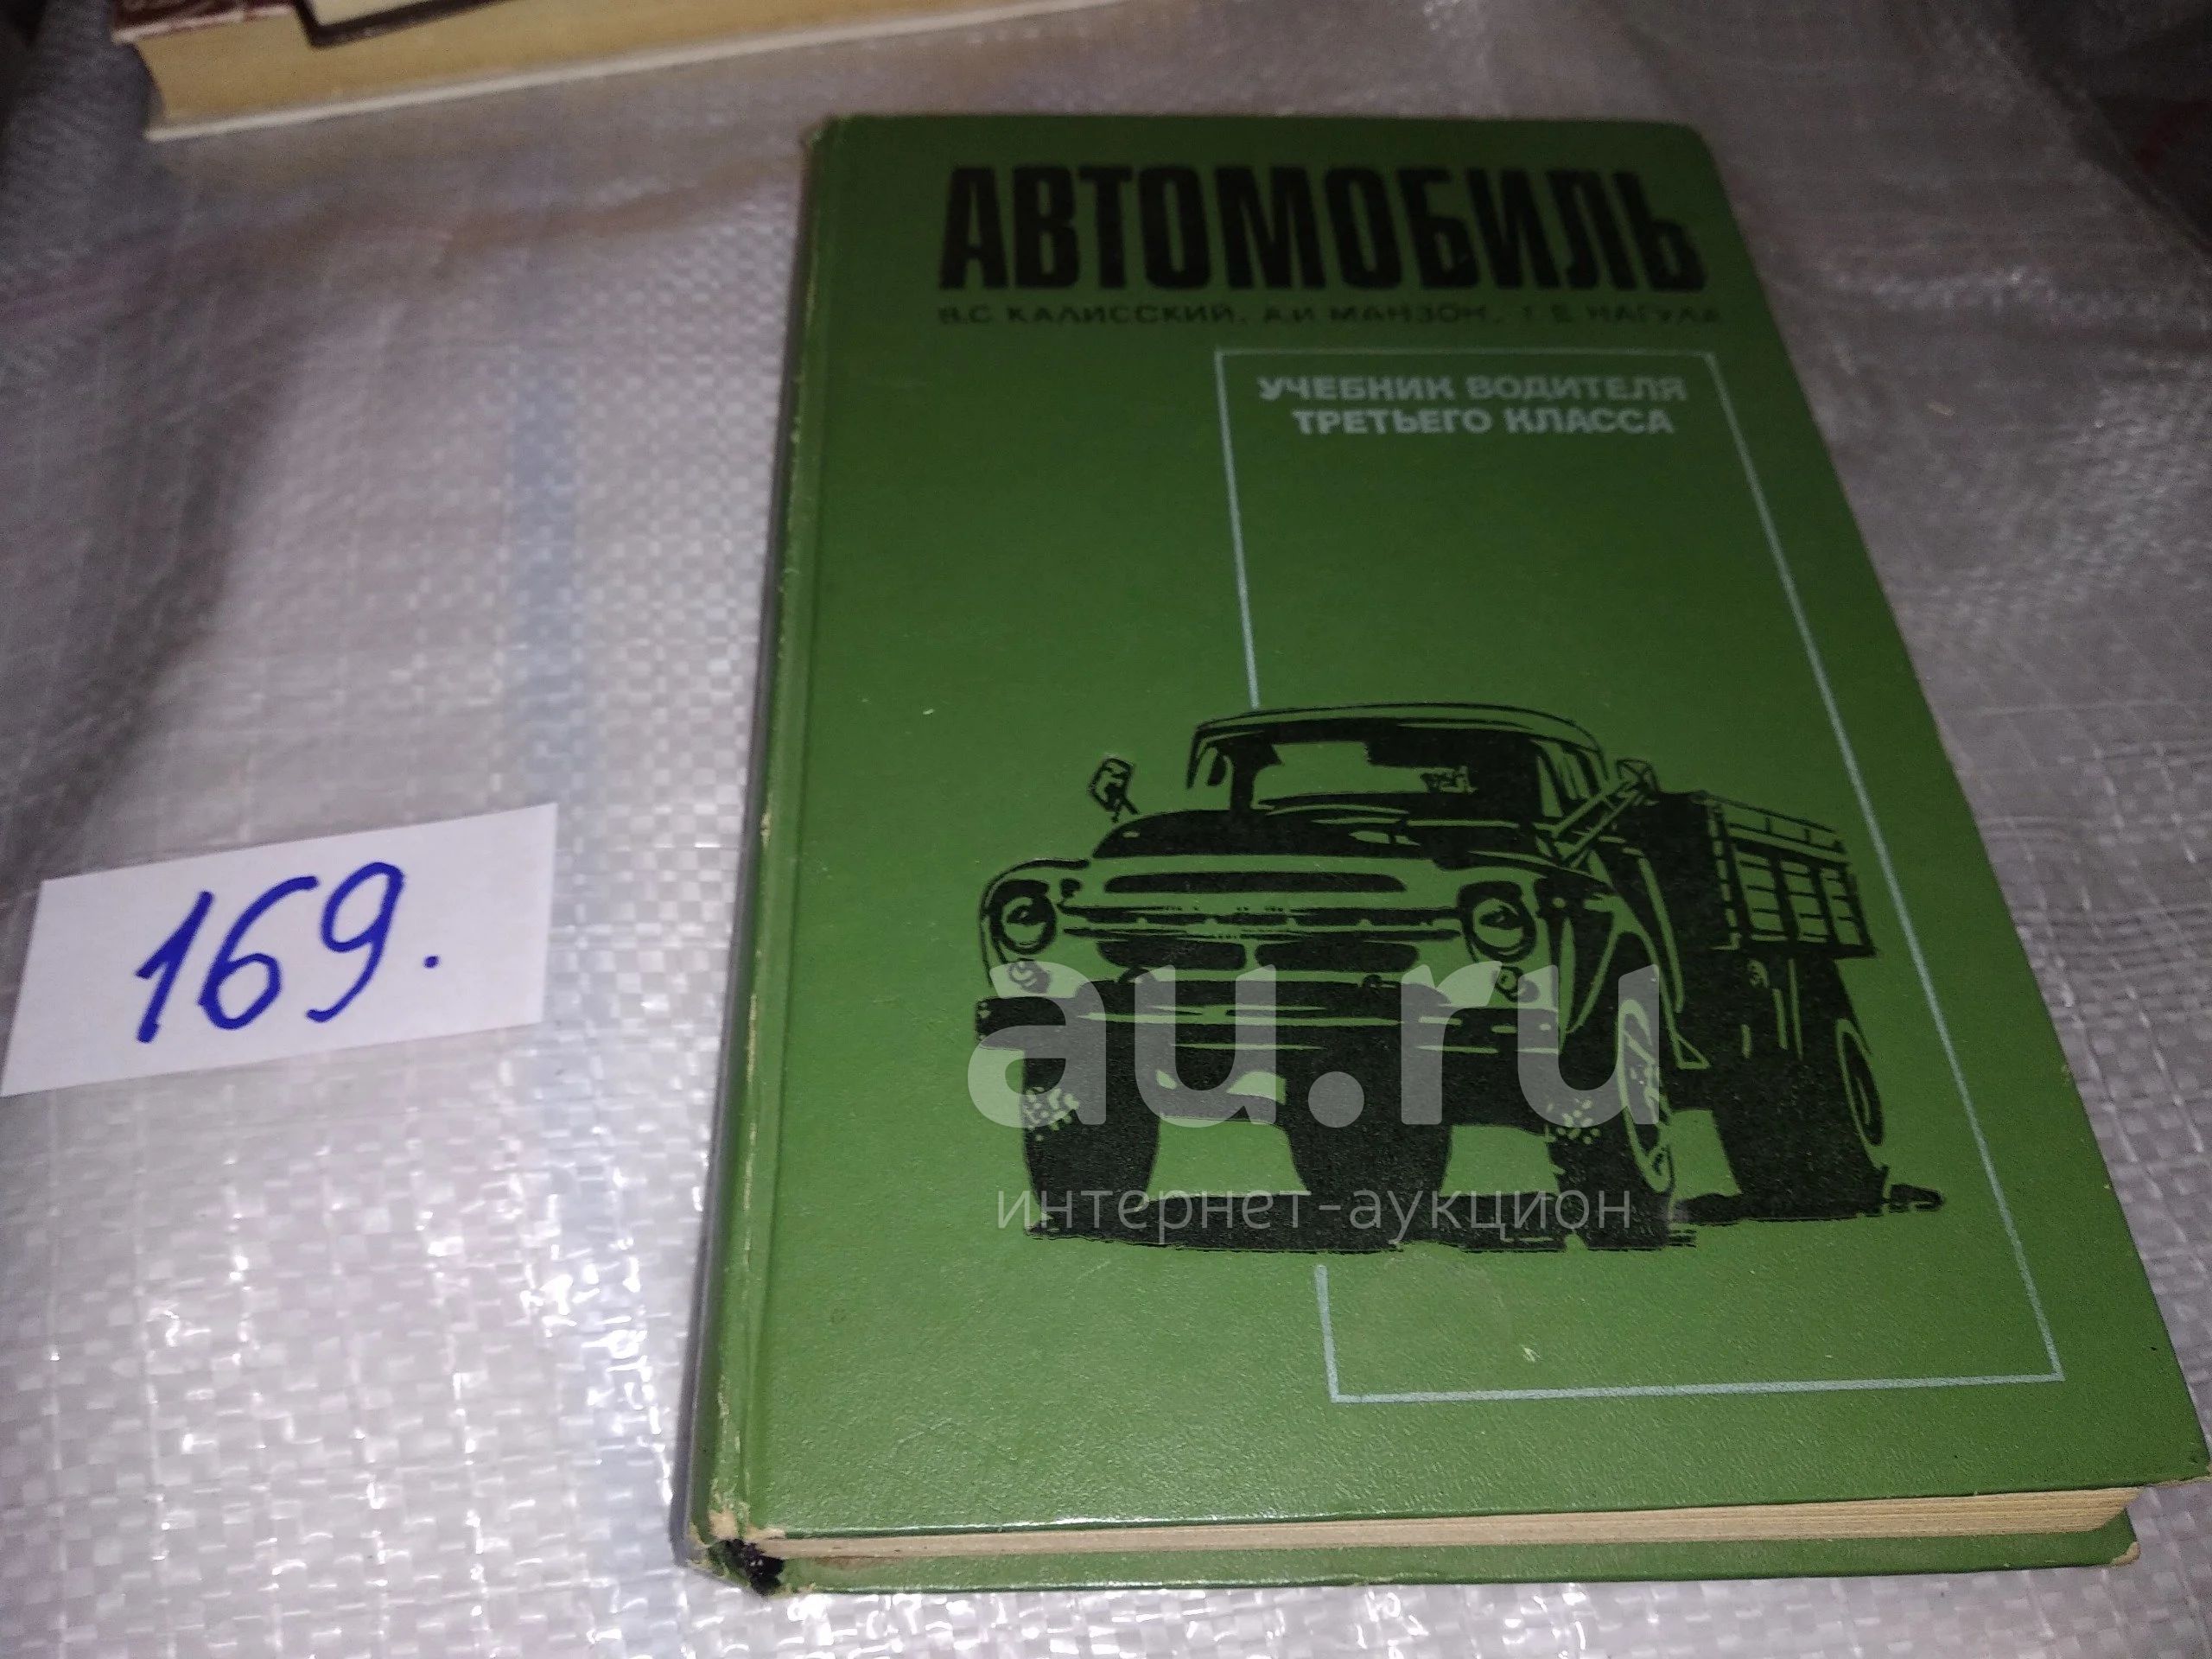 АВТОМОБИЛЬ
В.С. КАЛИССКИЙ, А.И. МАНЗОН, Г.Е. НАГУЛА
УЧЕБНИК ВОДИТЕЛЯ
ТРЕТЬЕГО КЛАССА
169.
au.ru
интернет-аукцион